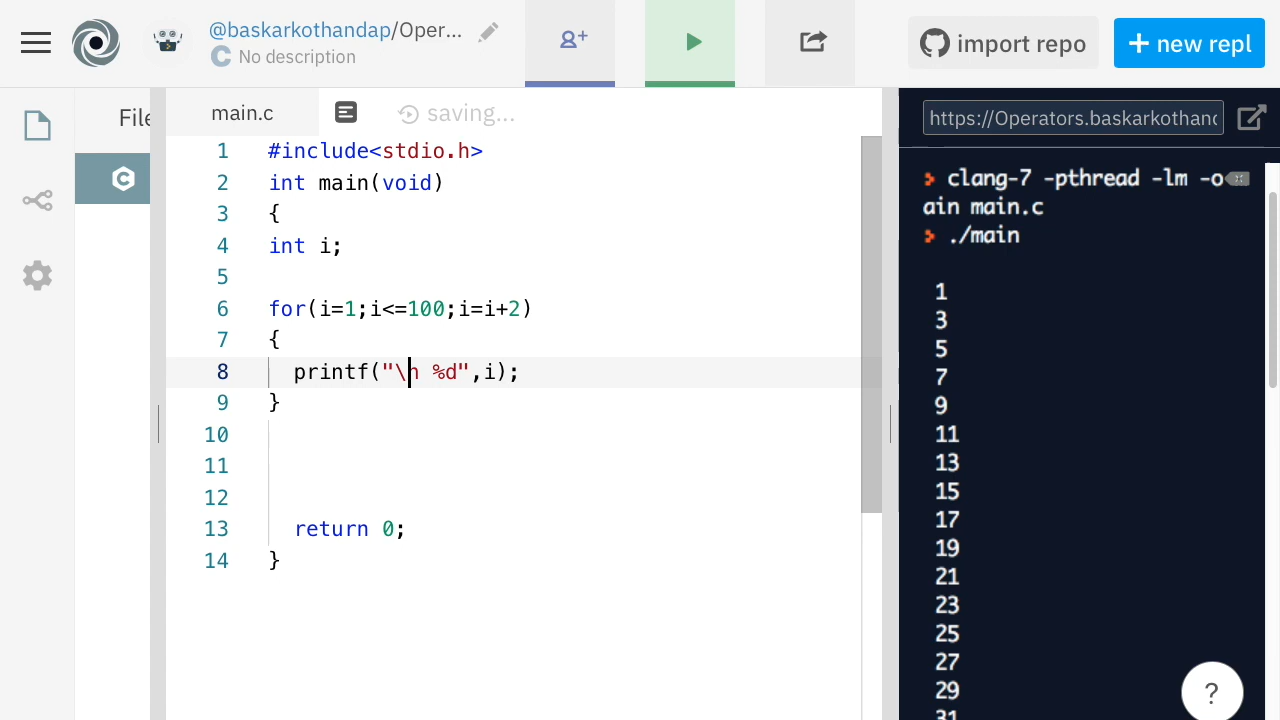 @baskarkothandap/Oper...
C No description
import repo
+ new repl
File
main.c
saving...
https://Operators.baskarkothand
1 #include<stdio.h>
2 int main(void)
3 {
4 int i;
5
6 for(i=1;i<=100;i=i+2)
7 {
8 printf("\n %d",i);
9 }
10
11
12
13 return 0;
14 }
clang-7 -pthread -lm -o
ain main.c
./main
1
3
5
7
9
11
13
15
17
19
21
23
25
27
29
31
?